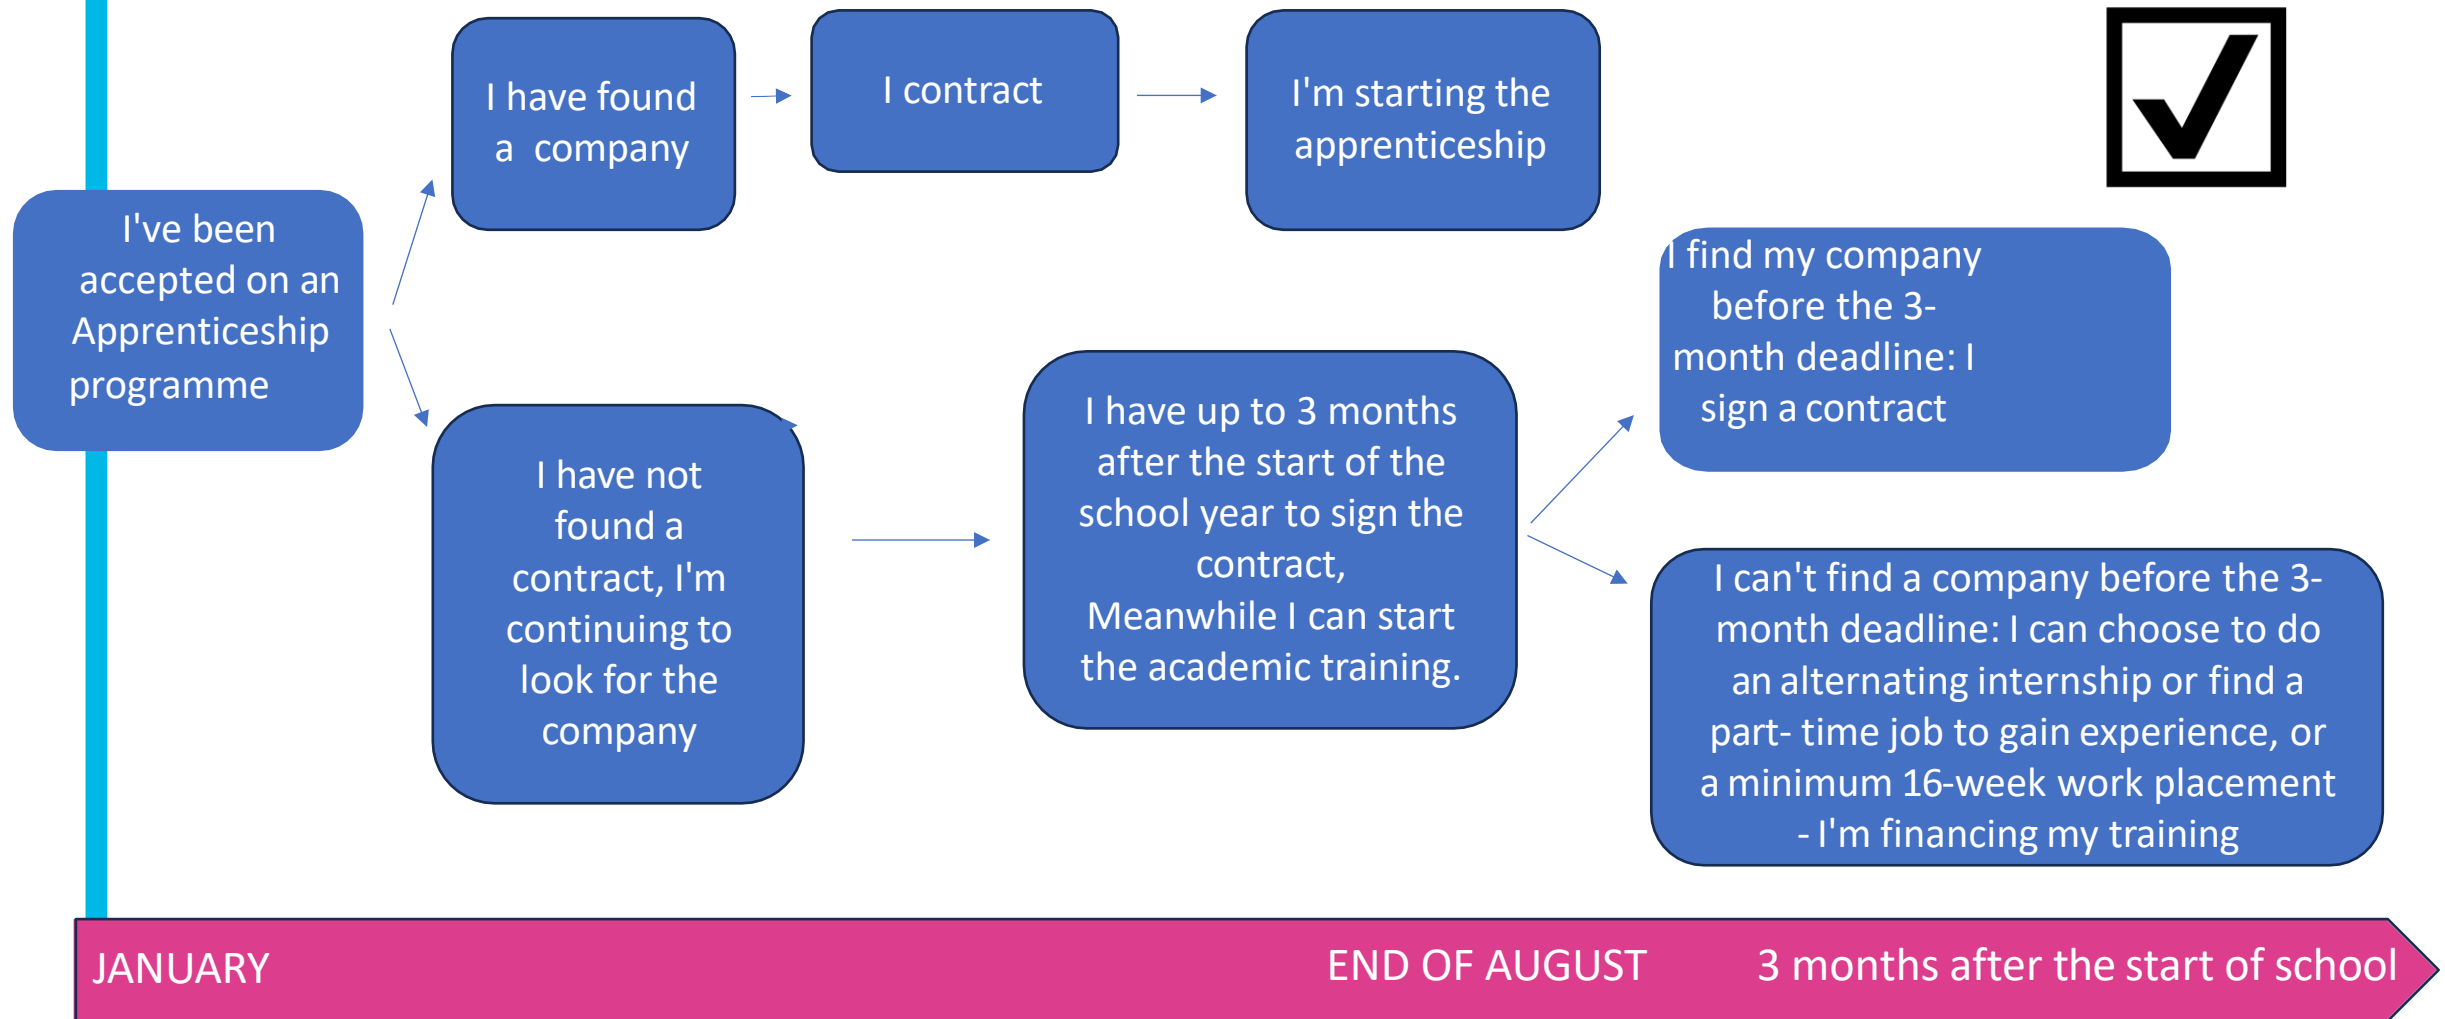 I've been
accepted on an
Apprenticeship
programme
I have found
a company
I contract
I'm starting the
apprenticeship
I have not
found a
contract, I'm
continuing to
look for the
company
I have up to 3 months
after the start of the
school year to sign the
contract,
Meanwhile I can start
the academic training.
I find my company
before the 3-
month deadline: I
sign a contract
I can't find a company before the 3-
month deadline: I can choose to do
an alternating internship or find a
part- time job to gain experience, or
a minimum 16-week work placement
- I'm financing my training
JANUARY
END OF AUGUST
3 months after the start of school